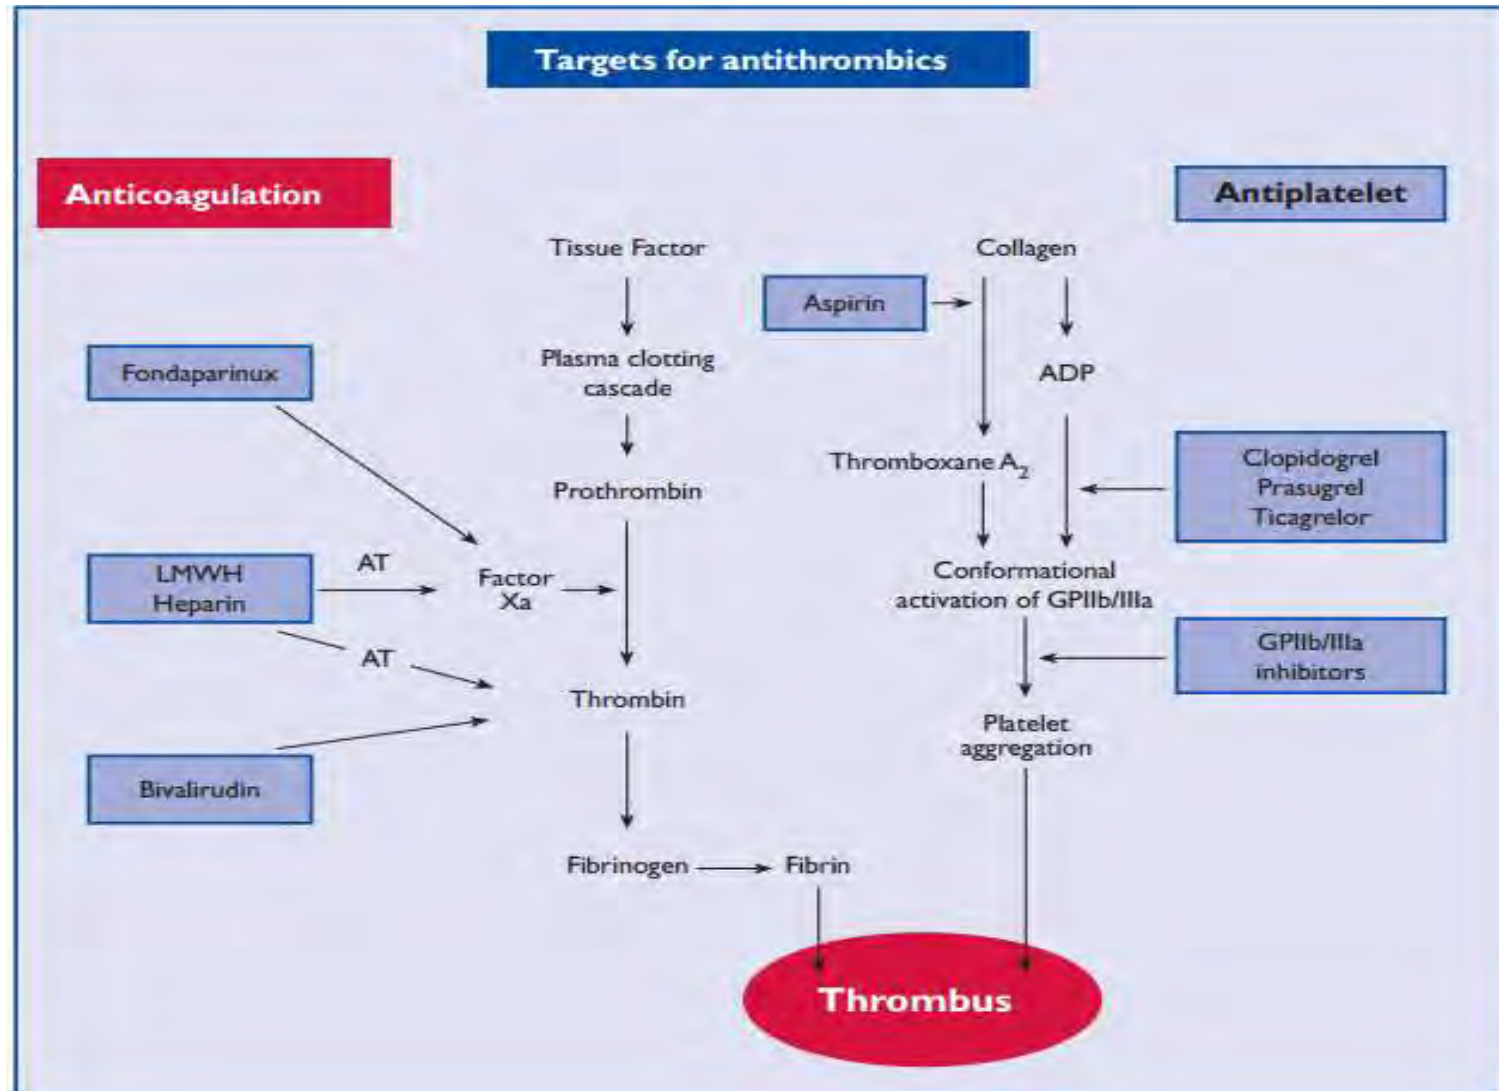 Targets for antithrombics
Anticoagulation
Antiplatelet
Tissue Factor
Collagen
Aspirin
Fondaparinux
Plasma clotting
cascade
ADP
Thromboxane A2
Clopidogrel
Prasugrel
Ticagrelor
Prothrombin
LMWH
Heparin
AT
Factor
Xa
Conformational
activation of GPIIb/IIIa
AT
GPIIb/IIIa
inhibitors
Thrombin
Platelet
aggregation
Bivalirudin
Fibrinogen
Fibrin
Thrombus